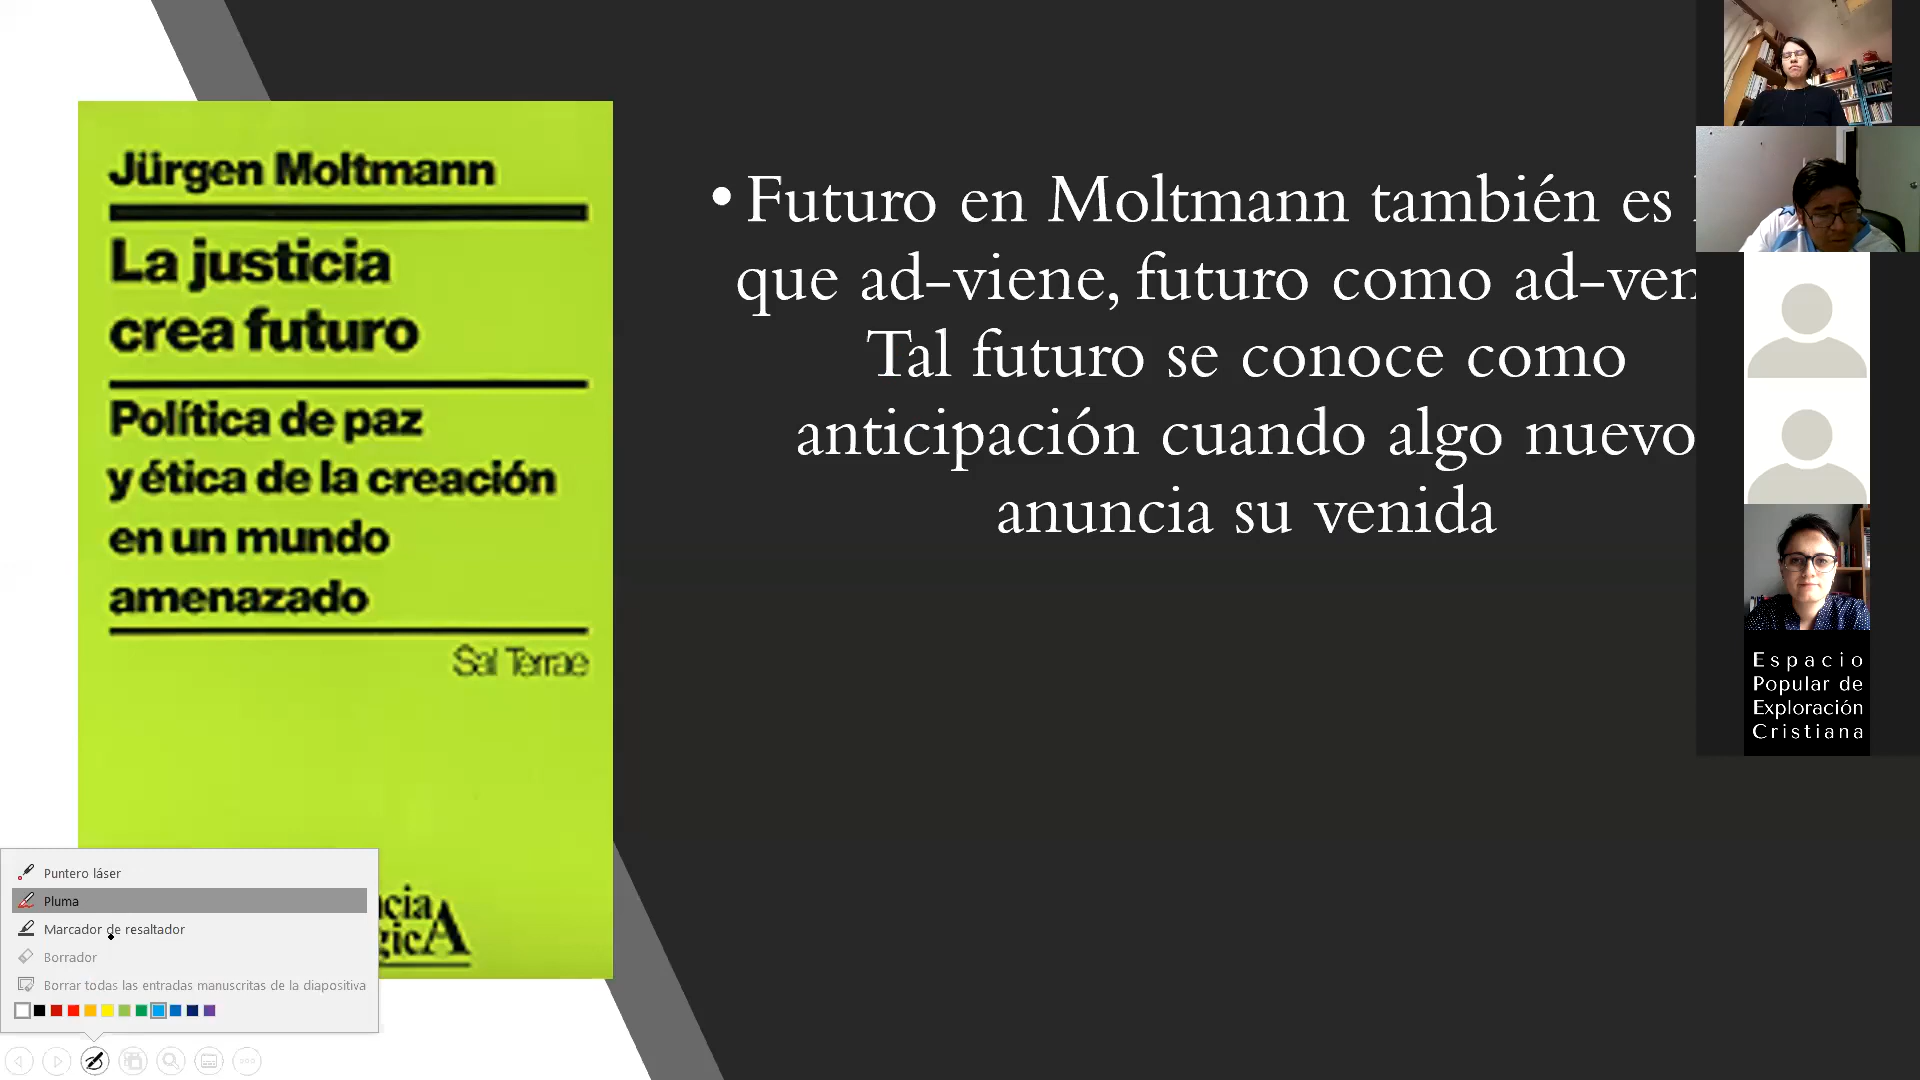 Jürgen Moltmann
La justicia
crea futuro
Política de paz
y ética de la creación
en un mundo
amenazado
Sal Terrae
• Futuro en Moltmann también es
que ad-viene, futuro como ad-ven
Tal futuro se conoce como
anticipación cuando algo nuevo
anuncia su venida
Espacio
Popular de
Exploración
Cristiana
Puntero láser
Pluma
Marcador de resaltador
Borrador
Borrar todas las entradas manuscritas de la diapositiva